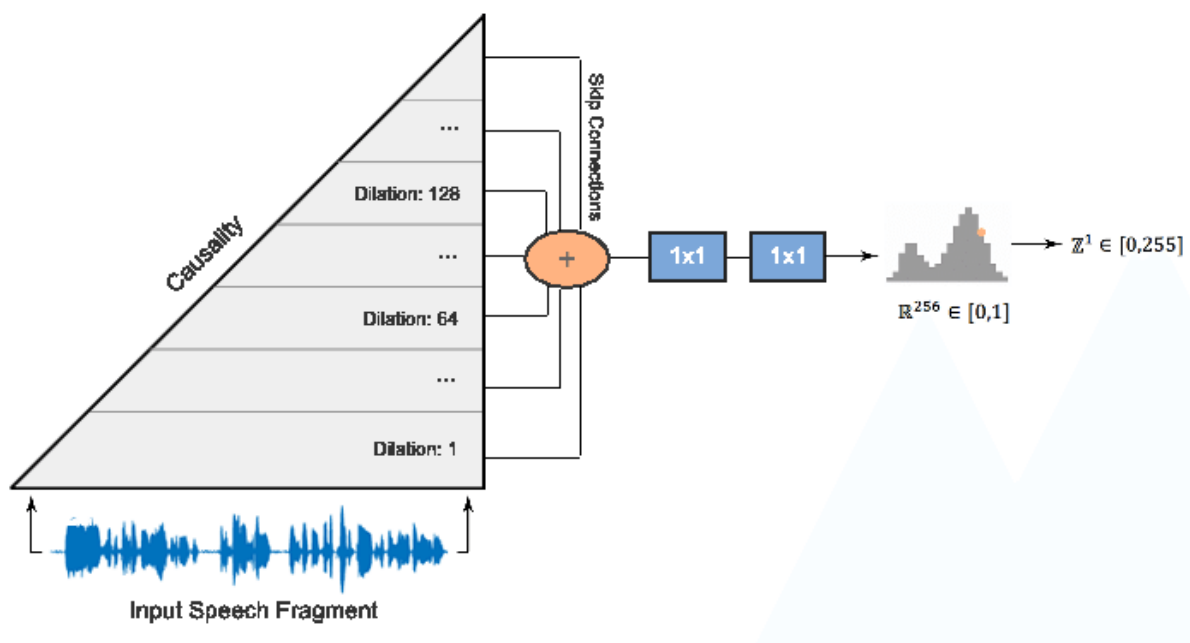 Skip Connections
...
Dilation: 128
Causality
...
+
1x1
1x1
ℤ¹ ∈ [0,255]
ℝ²⁵⁶ ∈ [0,1]
Dilation: 64
...
Dilation: 1
Input Speech Fragment